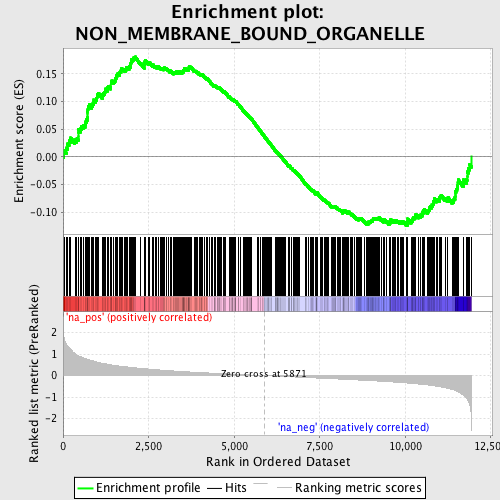 Enrichment plot:
NON_MEMBRANE_BOUND_ORGANELLE
Enrichment score (ES)
0.15
0.10
0.05
0.00
-0.05
-0.10
'na_pos' (positively correlated)
Zero cross at 5871
'na_neg' (negatively correlated)
Ranked list metric (PreRanked)
2
1
0
-1
-2
0
2,500
5,000
7,500
10,000
12,500
Rank in Ordered Dataset
Enrichment profile
Hits
Ranking metric scores